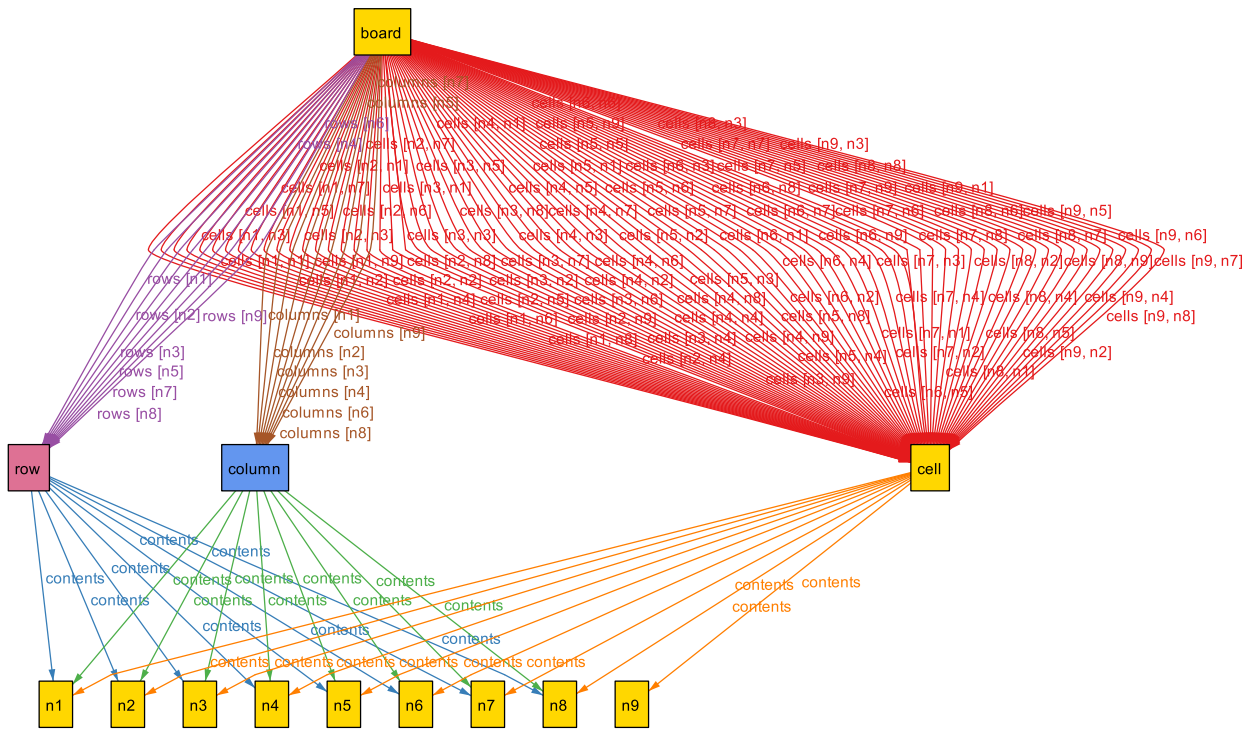 board
columns [n7]
columns [n5] cells [n6, n6]
rows [n6] cells [n4, n1] cells [n5, n9] cells [n8, n3]
rows [n4] cells [n2, n7] cells [n5, n5] cells [n7, n7] cells [n9, n3]
cells [n2, n1] cells [n3, n5] cells [n5, n1] cells [n6, n3] cells [n7, n5] cells [n8, n8]
cells [n1, n7] cells [n3, n1] cells [n4, n5] cells [n5, n6] cells [n6, n8] cells [n7, n9] cells [n9, n1]
cells [n1, n5] cells [n2, n6] cells [n3, n8] cells [n4, n7] cells [n5, n7] cells [n6, n7] cells [n7, n6] cells [n8, n6] cells [n9, n5]
cells [n1, n3] cells [n2, n3] cells [n3, n3] cells [n4, n3] cells [n5, n2] cells [n6, n1] cells [n6, n9] cells [n7, n8] cells [n8, n7] cells [n9, n6]
cells [n1, n1] cells [n1, n9] cells [n2, n8] cells [n3, n7] cells [n4, n6] cells [n6, n4] cells [n7, n3] cells [n8, n2] cells [n8, n9] cells [n9, n7]
rows [n1] cells [n1, n2] cells [n2, n2] cells [n3, n2] cells [n4, n2] cells [n5, n3]
cells [n1, n4] cells [n2, n5] cells [n3, n6] cells [n4, n8] cells [n6, n2] cells [n7, n4] cells [n8, n4] cells [n9, n4]
rows [n2] rows [n9] columns [n1] cells [n1, n6] cells [n2, n9] cells [n4, n4] cells [n5, n8] cells [n9, n8]
columns [n9] cells [n1, n8] cells [n3, n4] cells [n4, n9] cells [n7, n1] cells [n8, n5]
rows [n3] columns [n2] cells [n2, n4] cells [n5, n4] cells [n7, n2] cells [n9, n2]
rows [n5] columns [n3] cells [n3, n9] cells [n8, n1]
rows [n7] columns [n4] cells [n6, n5]
rows [n8] columns [n6]
columns [n8]
row column cell
contents
contents
contents contents contents contents contents contents contents contents
contents contents contents contents contents contents
contents contents contents
contents contents contents contents contents contents
n1 n2 n3 n4 n5 n6 n7 n8 n9